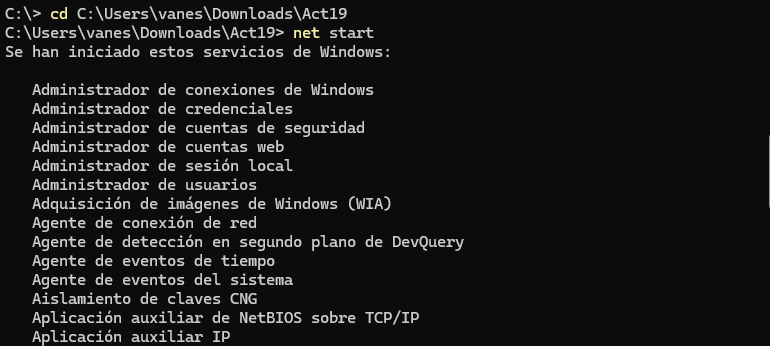 C:\> cd C:\Users\vanes\Downloads\Act19
C:\Users\vanes\Downloads\Act19> net start
Se han iniciado estos servicios de Windows:
Administrador de conexiones de Windows
Administrador de credenciales
Administrador de cuentas de seguridad
Administrador de cuentas web
Administrador de sesión local
Administrador de usuarios
Adquisición de imágenes de Windows (WIA)
Agente de conexión de red
Agente de detección en segundo plano de DevQuery
Agente de eventos de tiempo
Agente de eventos del sistema
Aislamiento de claves CNG
Aplicación auxiliar de NetBIOS sobre TCP/IP
Aplicación auxiliar IP